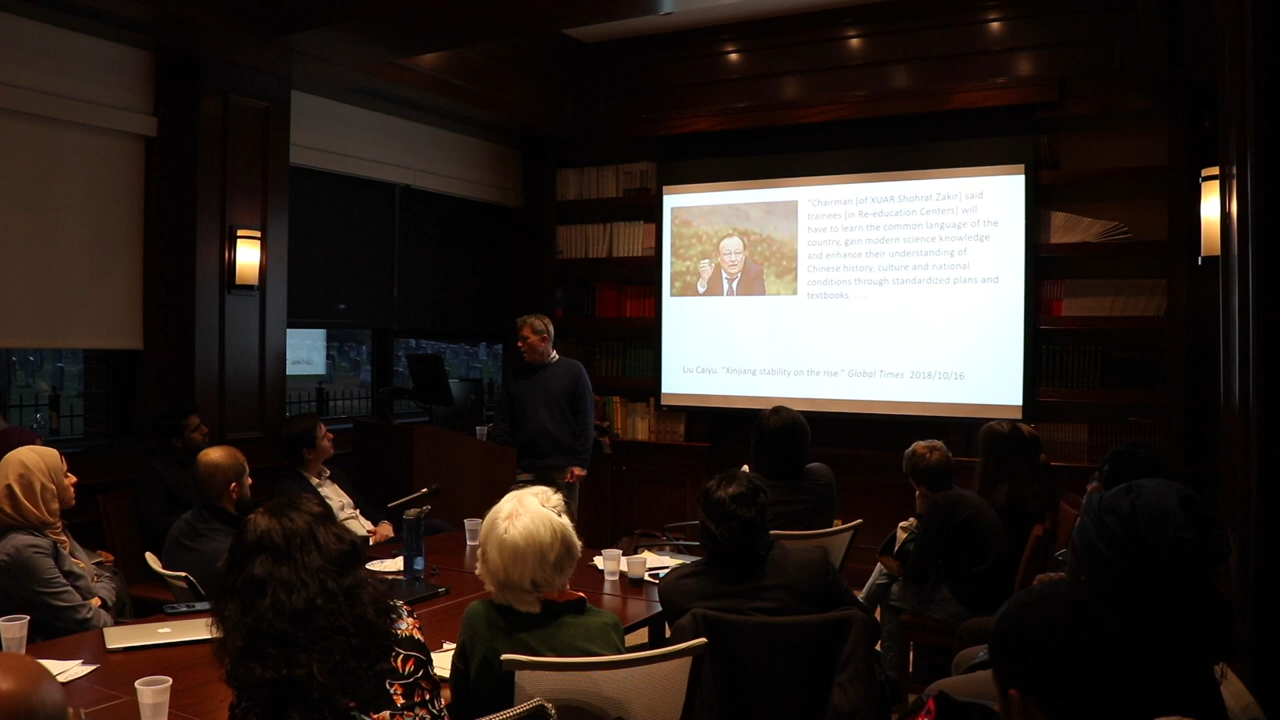 "Chairman [of XUAR Shohrat Zakir] said
trainees [in Re-education Centers] will
have to learn the common language of the
country, gain modern science knowledge
and enhance their understanding of
Chinese history, culture and national
conditions through standardized plans and
textbooks. . . .
Liu Caiyu. "Xinjiang stability on the rise." Global Times 2018/10/16